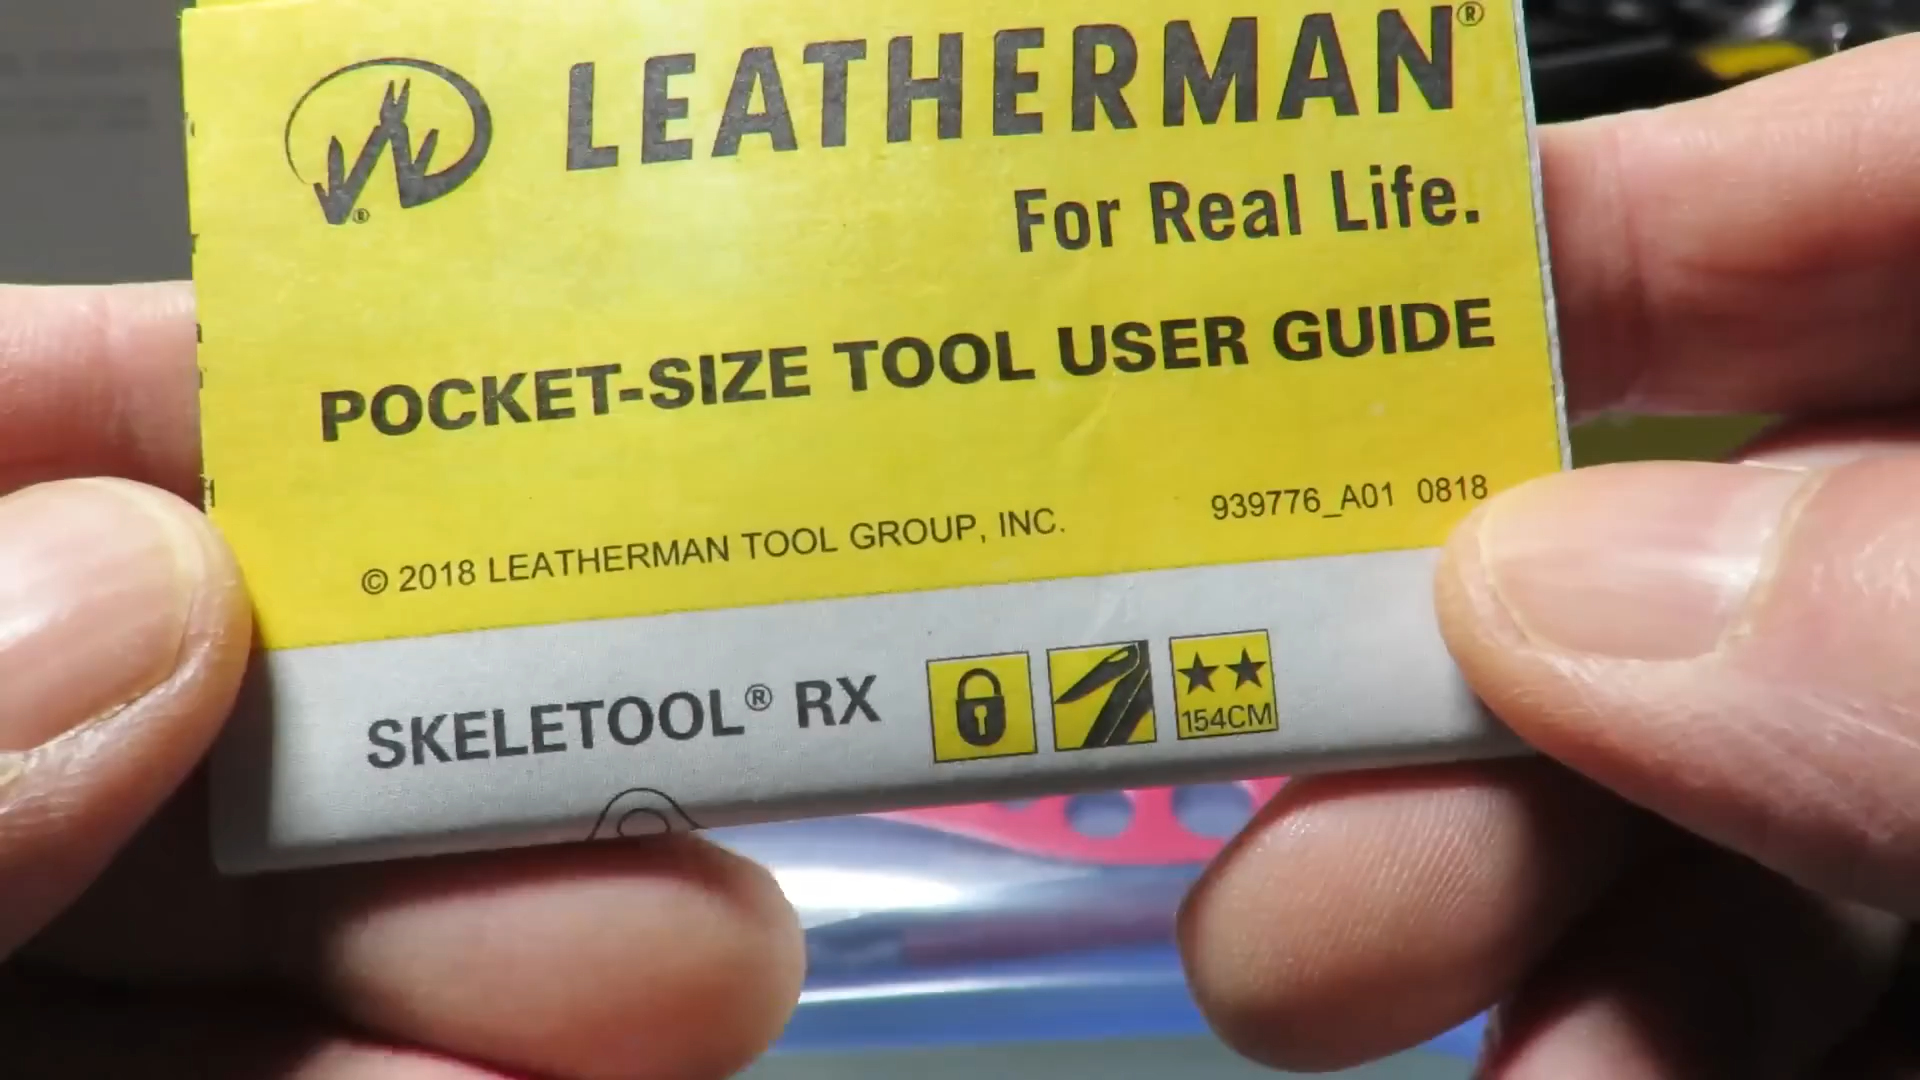 LEATHERMAN®
For Real Life.
POCKET-SIZE TOOL USER GUIDE
© 2018 LEATHERMAN TOOL GROUP, INC. 939776_A01 0818
SKELETOOL® RX
154CM